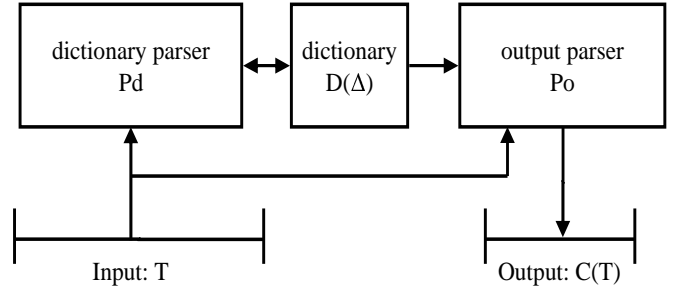 dictionary parser
Pd
dictionary
D(Δ)
output parser
Po
Input: T
Output: C(T)